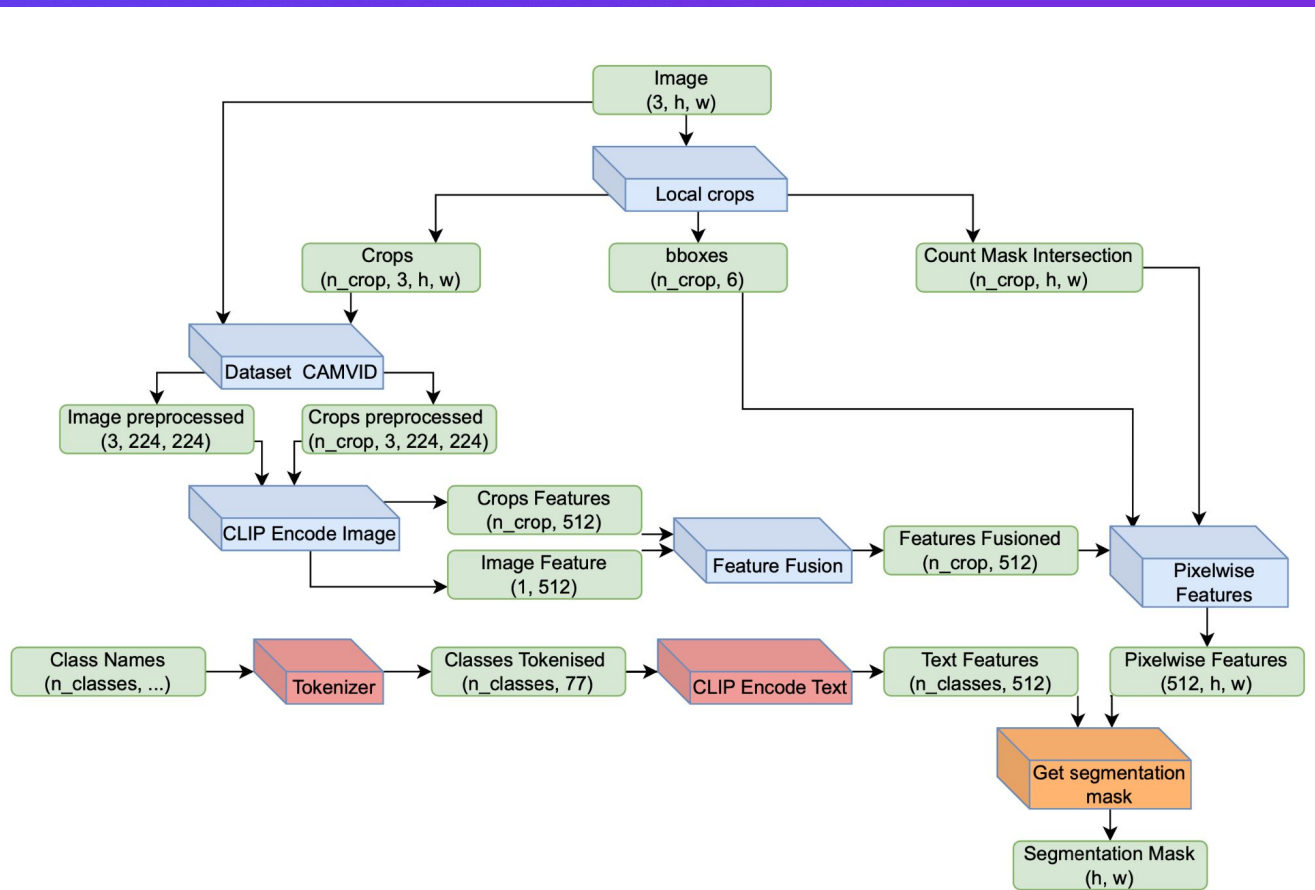 Image
(3, h, w)
Local crops
Crops
(n_crop, 3, h, w)
bboxes
(n_crop, 6)
Count Mask Intersection
(n_crop, h, w)
Dataset CAMVID
Image preprocessed
(3, 224, 224)
Crops preprocessed
(n_crop, 3, 224, 224)
CLIP Encode Image
Crops Features
(n_crop, 512)
Image Feature
(1, 512)
Feature Fusion
Features Fusioned
(n_crop, 512)
Pixelwise
Features
Class Names
(n_classes, ...)
Tokenizer
Classes Tokenised
(n_classes, 77)
CLIP Encode Text
Text Features
(n_classes, 512)
Pixelwise Features
(512, h, w)
Get segmentation
mask
Segmentation Mask
(h, w)